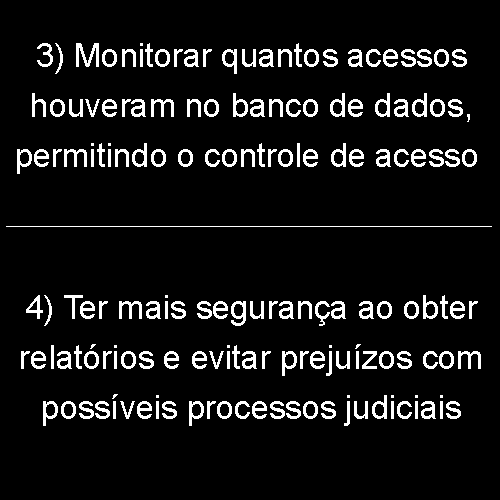 3) Monitorar quantos acessos
houveram no banco de dados,
permitindo o controle de acesso
4) Ter mais segurança ao obter
relatórios e evitar prejuízos com
possíveis processos judiciais